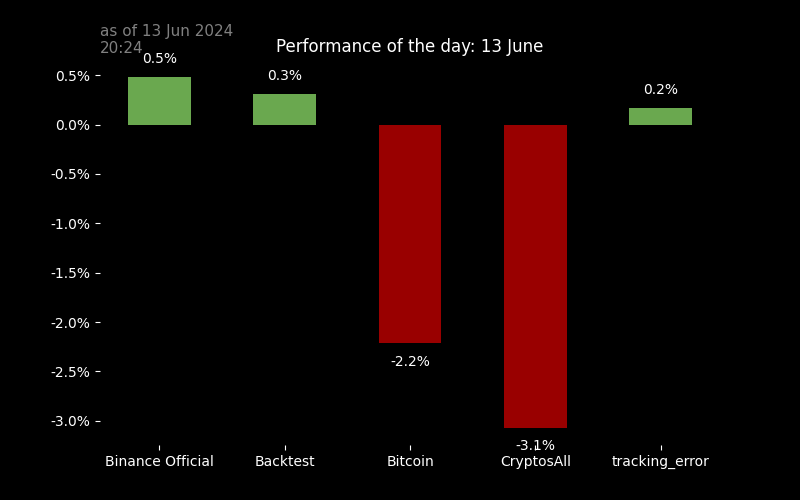 as of 13 Jun 2024
20:24
Performance of the day: 13 June
0.5%
0.3%
-2.2%
-3.1%
0.2%
0.5%
0.0%
-0.5%
-1.0%
-1.5%
-2.0%
-2.5%
-3.0%
Binance Official
Backtest
Bitcoin
CryptosAll
tracking_error